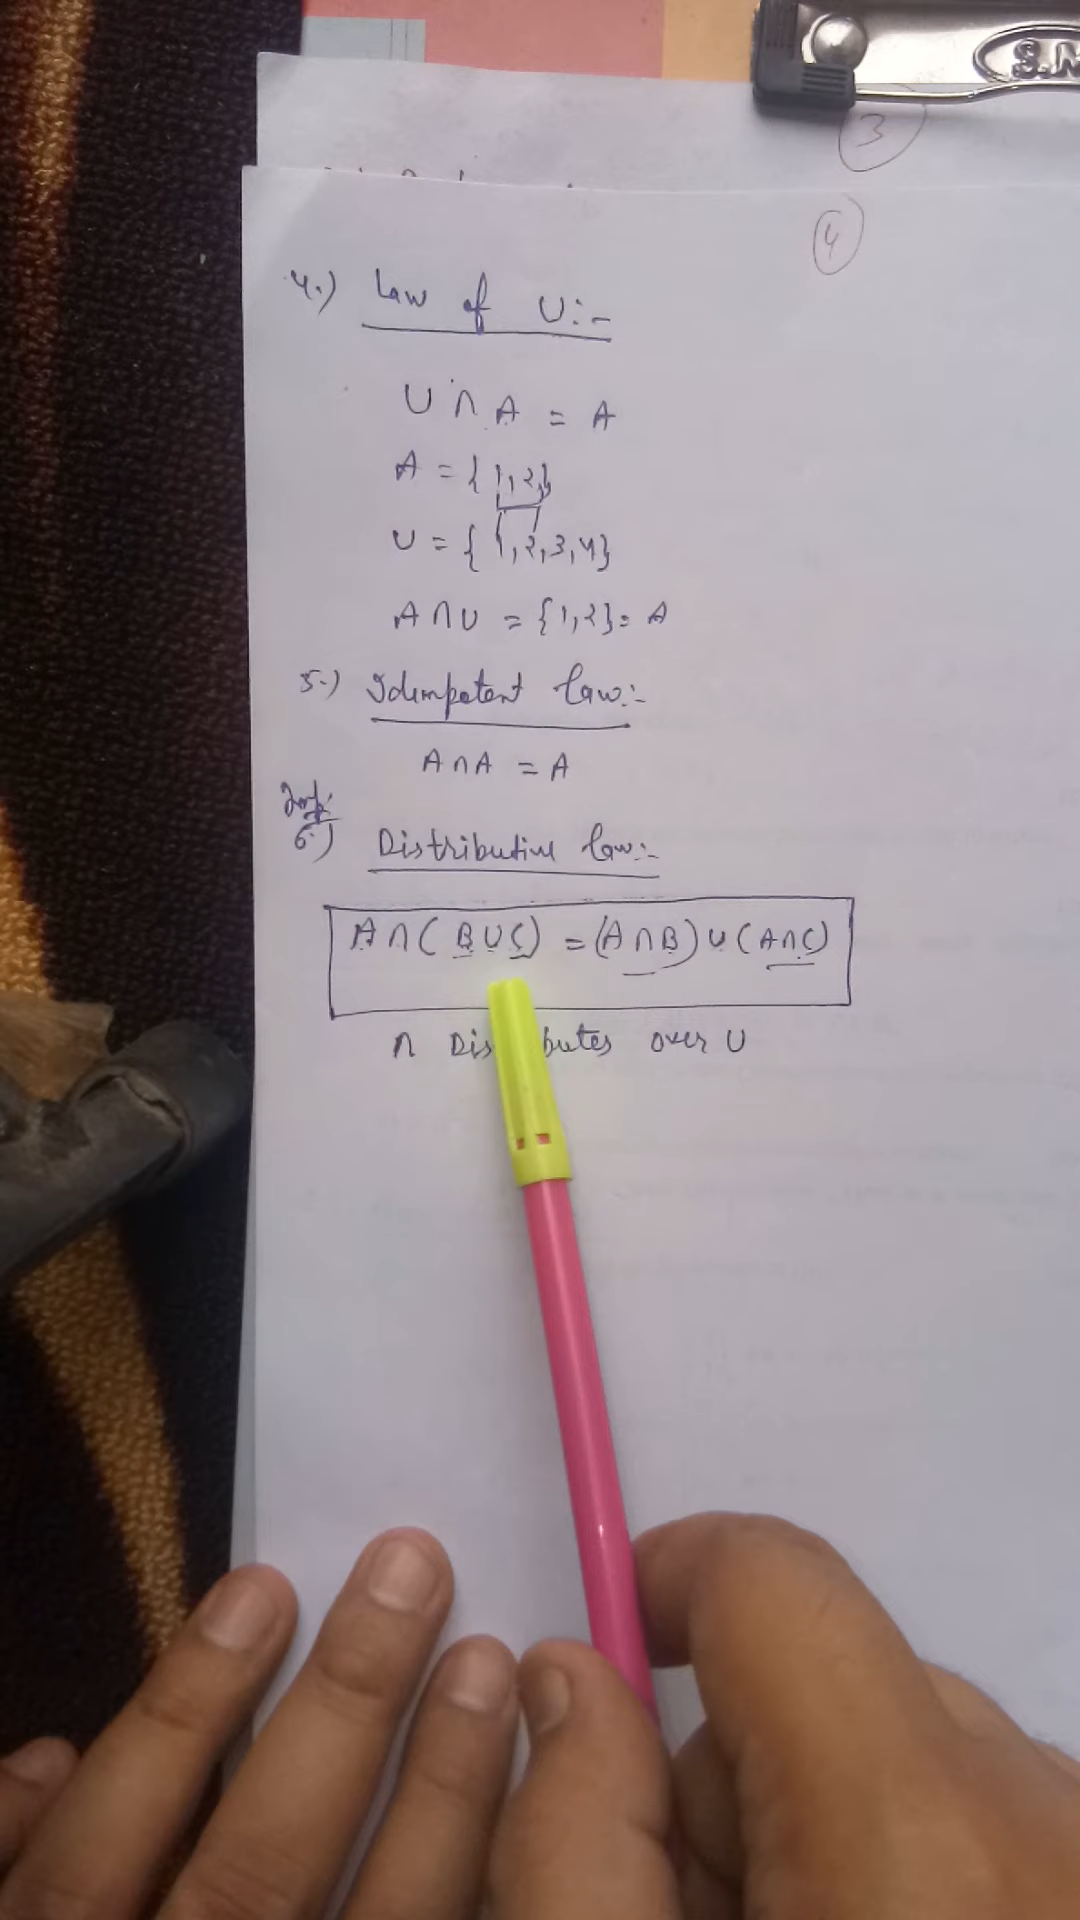 S.M
3
4
4.) Law of U:-
U ∩ A = A
A = { 1,2,}
U = { 1,2,3,4}
A ∩ U = {1,2} = A
5.) Idempotent law:-
A ∩ A = A
Imp.
6.) Distributive law:-
A ∩ ( B U C) = (A ∩ B) U (A ∩ C)
∩ Dis butes over U